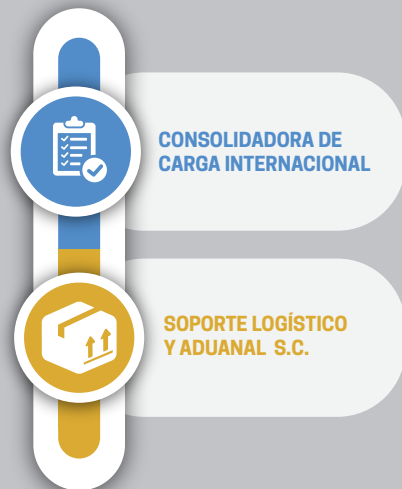 CONSOLIDADORA DE
CARGA INTERNACIONAL
SOPORTE LOGÍSTICO
Y ADUANAL S.C.